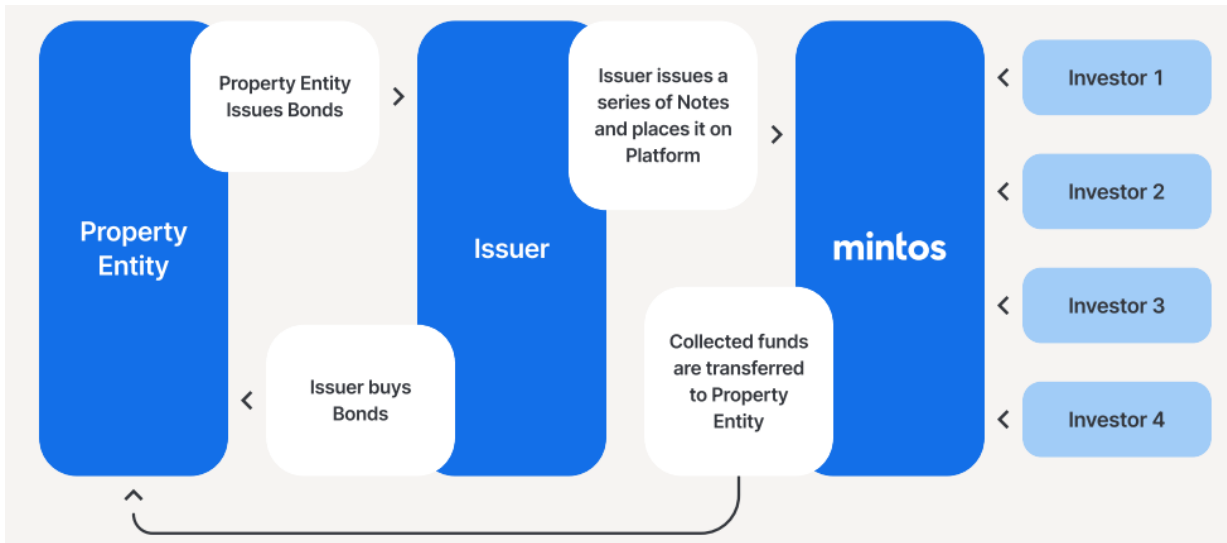 Property Entity
Issues Bonds
Issuer issues a
series of Notes
and places it on
Platform
Investor 1
Investor 2
Property
Entity
Issuer
mintos
Investor 3
Issuer buys
Bonds
Collected funds
are transferred
to Property
Entity
Investor 4